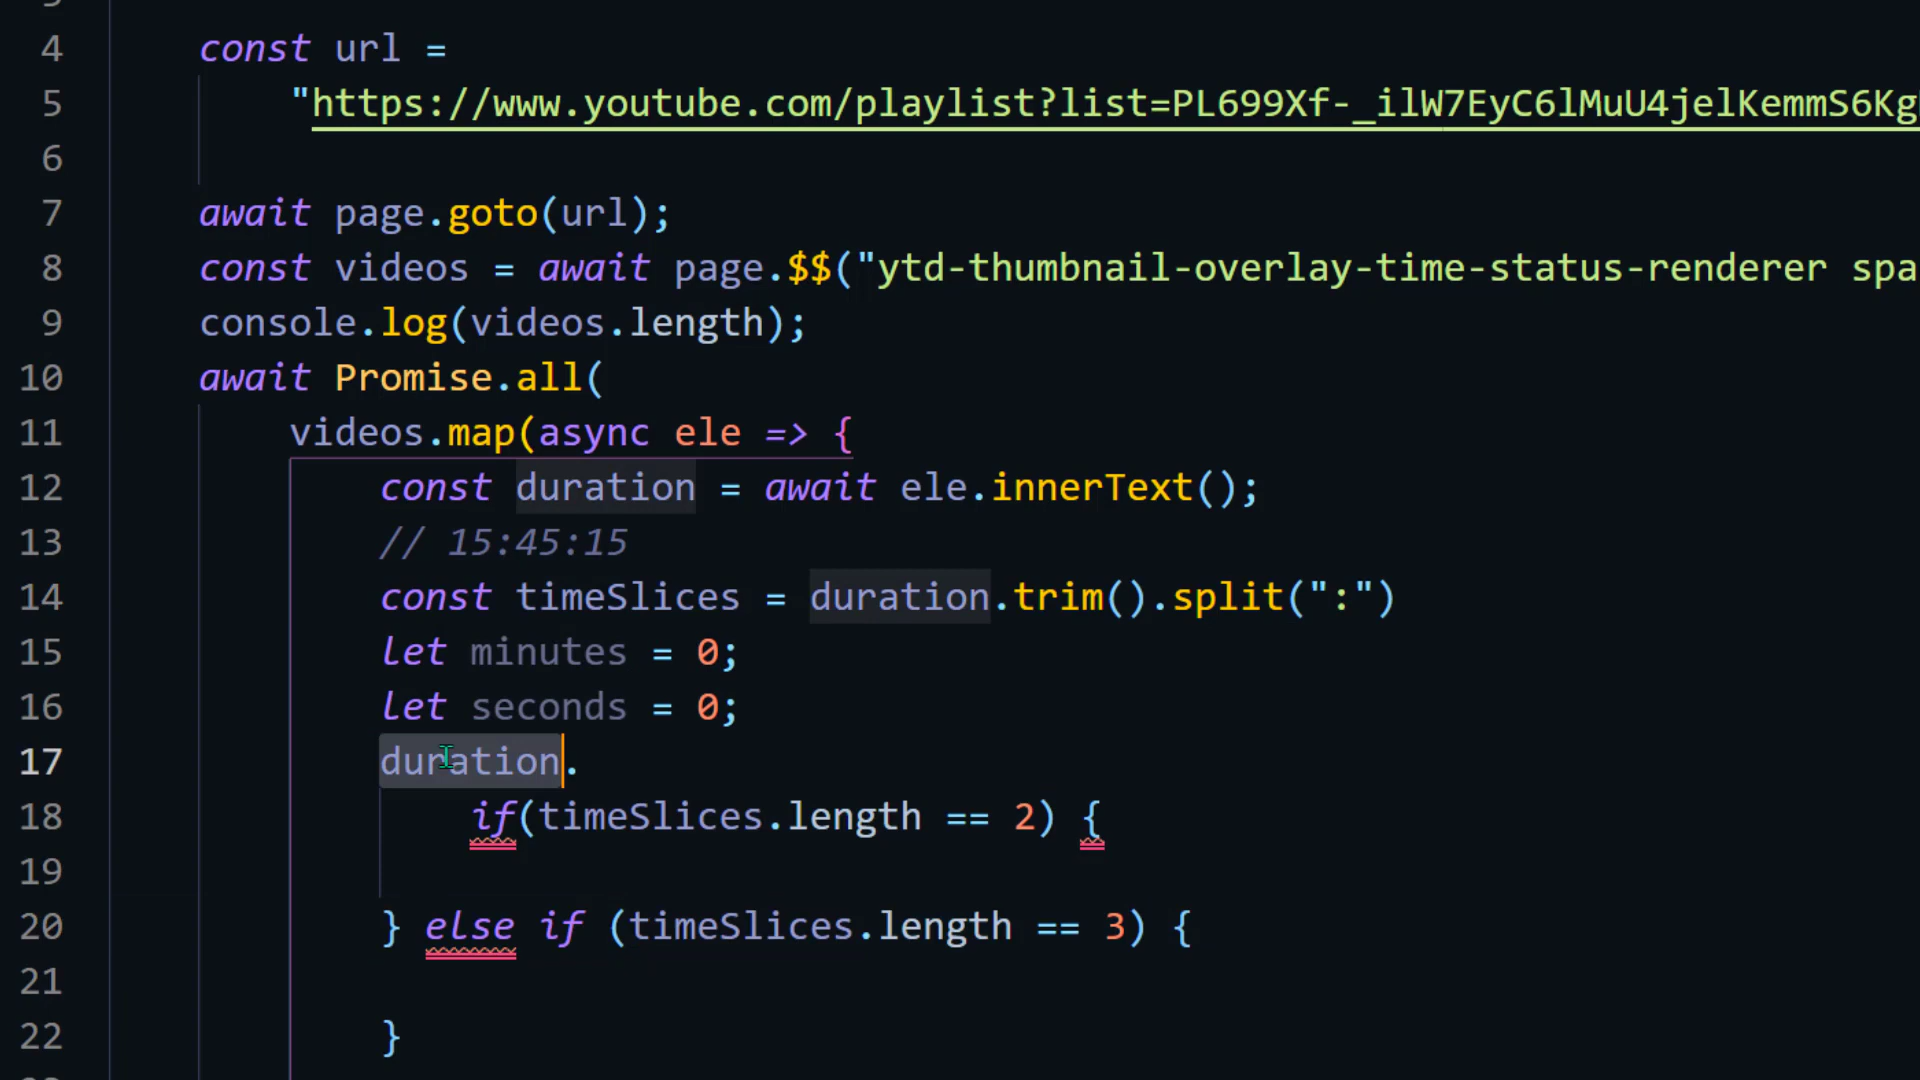 4 const url =
5 "https://www.youtube.com/playlist?list=PL699Xf-_ilW7EyC6lMuU4jelKemmS6Kg
6
7 await page.goto(url);
8 const videos = await page.$$("ytd-thumbnail-overlay-time-status-renderer spa
9 console.log(videos.length);
10 await Promise.all(
11 videos.map(async ele => {
12 const duration = await ele.innerText();
13 // 15:45:15
14 const timeSlices = duration.trim().split(":")
15 let minutes = 0;
16 let seconds = 0;
17 duration.
18 if(timeSlices.length == 2) {
19
20 } else if (timeSlices.length == 3) {
21
22 }